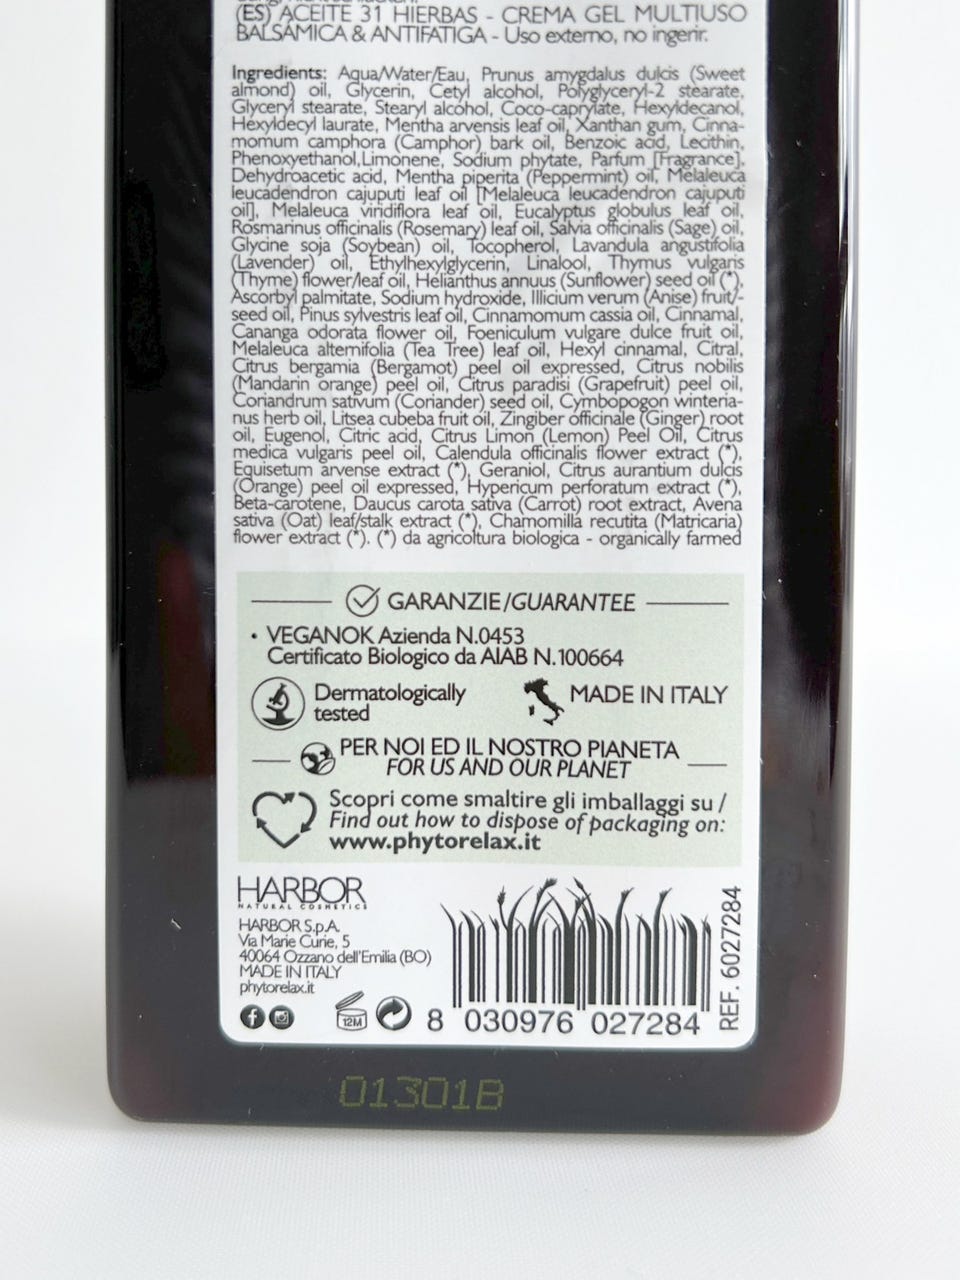 (ES) ACEITE 31 HIERBAS - CREMA GEL MULTIUSO
BALSÁMICA & ANTIFATIGA - Uso externo, no ingerir.
Ingredients: Aqua/Water/Eau, Prunus amygdalus dulcis (Sweet
almond) oil, Glycerin, Cetyl alcohol, Polyglyceryl-2 stearate,
Glyceryl stearate, Stearyl alcohol, Coco-caprylate, Hexyldecanol,
Hexyldecyl laurate, Mentha arvensis leaf oil, Xanthan gum, Cinna-
momum camphora (Camphor) bark oil, Benzoic acid, Lecithin,
Phenoxyethanol,Limonene, Sodium phytate, Parfum [Fragrance],
Dehydroacetic acid, Mentha piperita (Peppermint) oil, Melaleuca
leucadendron cajuputi leaf oil [Melaleuca leucadendron cajuputi
oil], Melaleuca viridiflora leaf oil, Eucalyptus globulus leaf oil,
Rosmarinus officinalis (Rosemary) leaf oil, Salvia officinalis (Sage) oil,
Glycine soja (Soybean) oil, Tocopherol, Lavandula angustifolia
(Lavender) oil, Ethylhexylglycerin, Linalool, Thymus vulgaris
(Thyme) flower/leaf oil, Helianthus annuus (Sunflower) seed oil (*),
Ascorbyl palmitate, Sodium hydroxide, Illicium verum (Anise) fruit/-
seed oil, Pinus sylvestris leaf oil, Cinnamomum cassia oil, Cinnamal,
Cananga odorata flower oil, Foeniculum vulgare dulce fruit oil,
Melaleuca alternifolia (Tea Tree) leaf oil, Hexyl cinnamal, Citral,
Citrus bergamia (Bergamot) peel oil expressed, Citrus nobilis
(Mandarin orange) peel oil, Citrus paradisi (Grapefruit) peel oil,
Coriandrum sativum (Coriander) seed oil, Cymbopogon winteria-
nus herb oil, Litsea cubeba fruit oil, Zingiber officinale (Ginger) root
oil, Eugenol, Citric acid, Citrus Limon (Lemon) Peel Oil, Citrus
medica vulgaris peel oil, Calendula officinalis flower extract (*),
Equisetum arvense extract (*), Geraniol, Citrus aurantium dulcis
(Orange) peel oil expressed, Hypericum perforatum extract (*),
Beta-carotene, Daucus carota sativa (Carrot) root extract, Avena
sativa (Oat) leaf/stalk extract (*), Chamomilla recutita (Matricaria)
flower extract (*). (*) da agricoltura biologica - organically farmed
GARANZIE/GUARANTEE
• VEGANOK Azienda N.0453
Certificato Biologico da AIAB N.100664
Dermatologically
tested
MADE IN ITALY
PER NOI ED IL NOSTRO PIANETA
FOR US AND OUR PLANET
Scopri come smaltire gli imballaggi su /
Find out how to dispose of packaging on:
www.phytorelax.it
HARBOR
NATURAL COSMETICS
HARBOR S.p.A.
Via Marie Curie, 5
40064 Ozzano dell'Emilia (BO)
MADE IN ITALY
phytorelax.it
12M
8 030976 027284
REF. 6027284
01301B